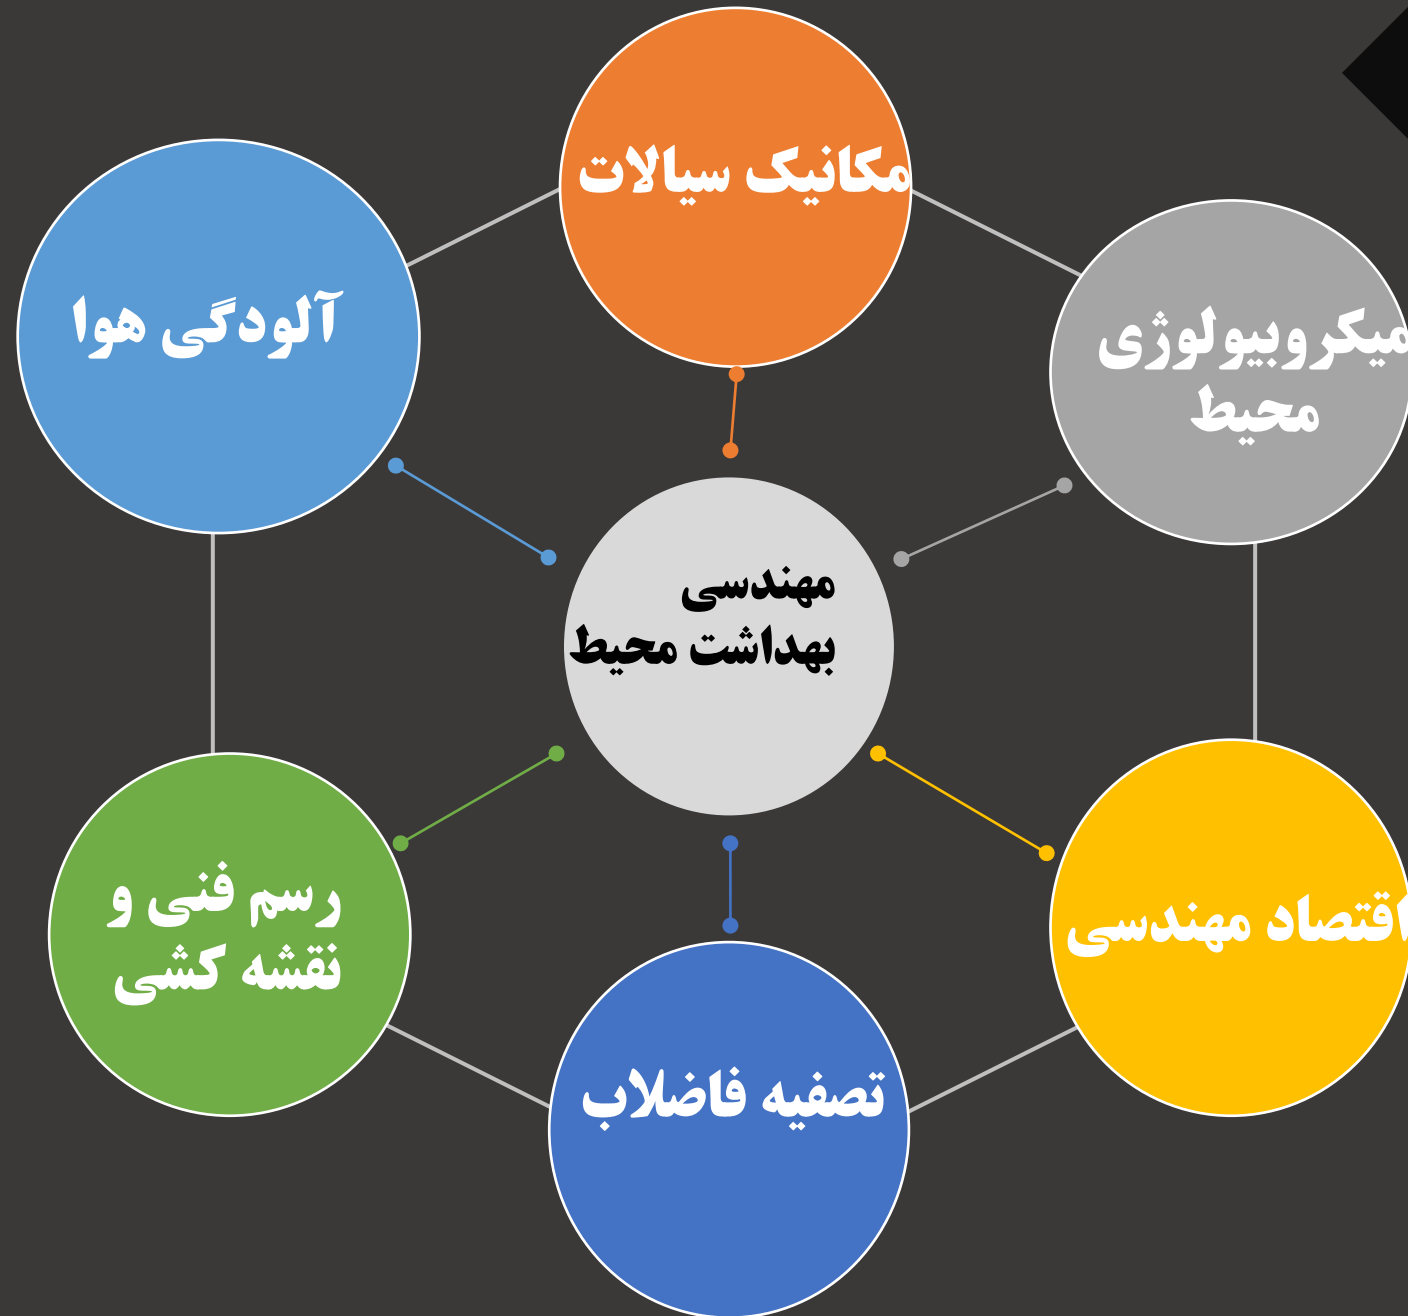 مکانیک سیالات
میکروبیولوژی
محیط
اقتصاد مهندسی
تصفیه فاضلاب
رسم فنی و
نقشه کشی
آلودگی هوا
مهندسی
بهداشت محیط